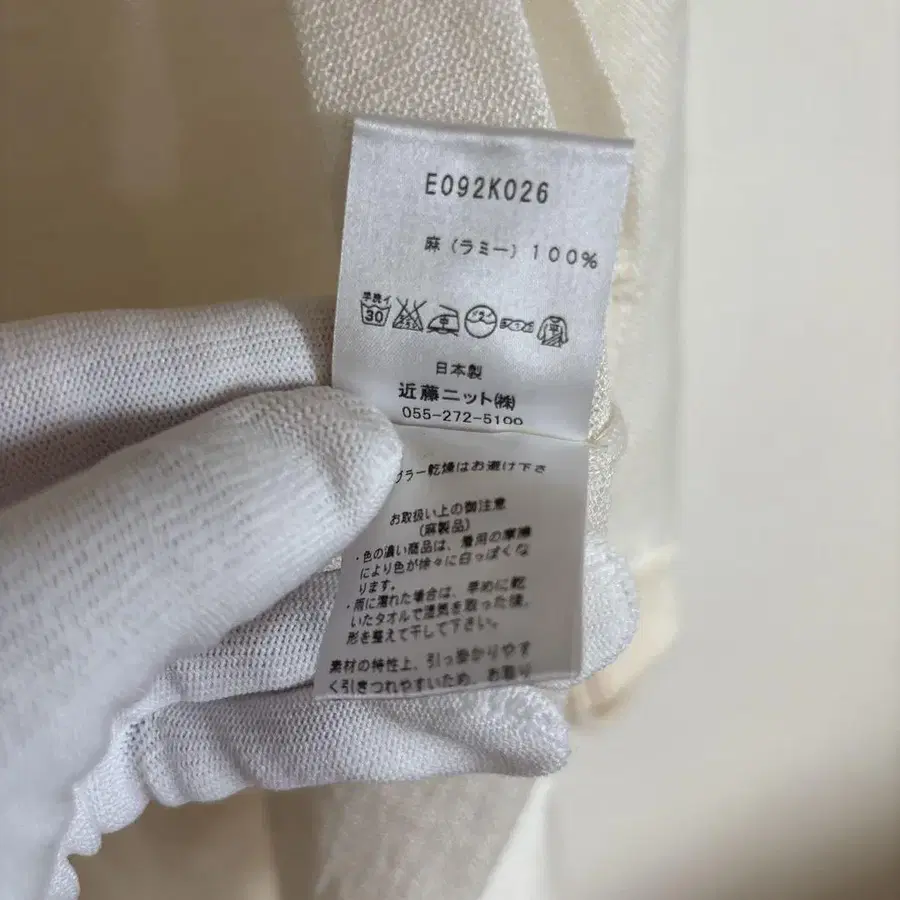 E092K026
麻(ラミー)100%
手洗イ
30
中
平
日本製
近藤ニット㈱
055-272-5100
ブラー乾燥はお避け下さ
お取扱い上の御注意
(麻製品)
・色の濃い商品は、着用の摩擦
により色が徐々に白っぽくな
ります。
・雨に濡れた場合は、早めに乾
いたタオルで湿気を取った後、
形を整えて干して下さい。
素材の特性上、引っ掛かりやす
く引きつれやすいため、お取り